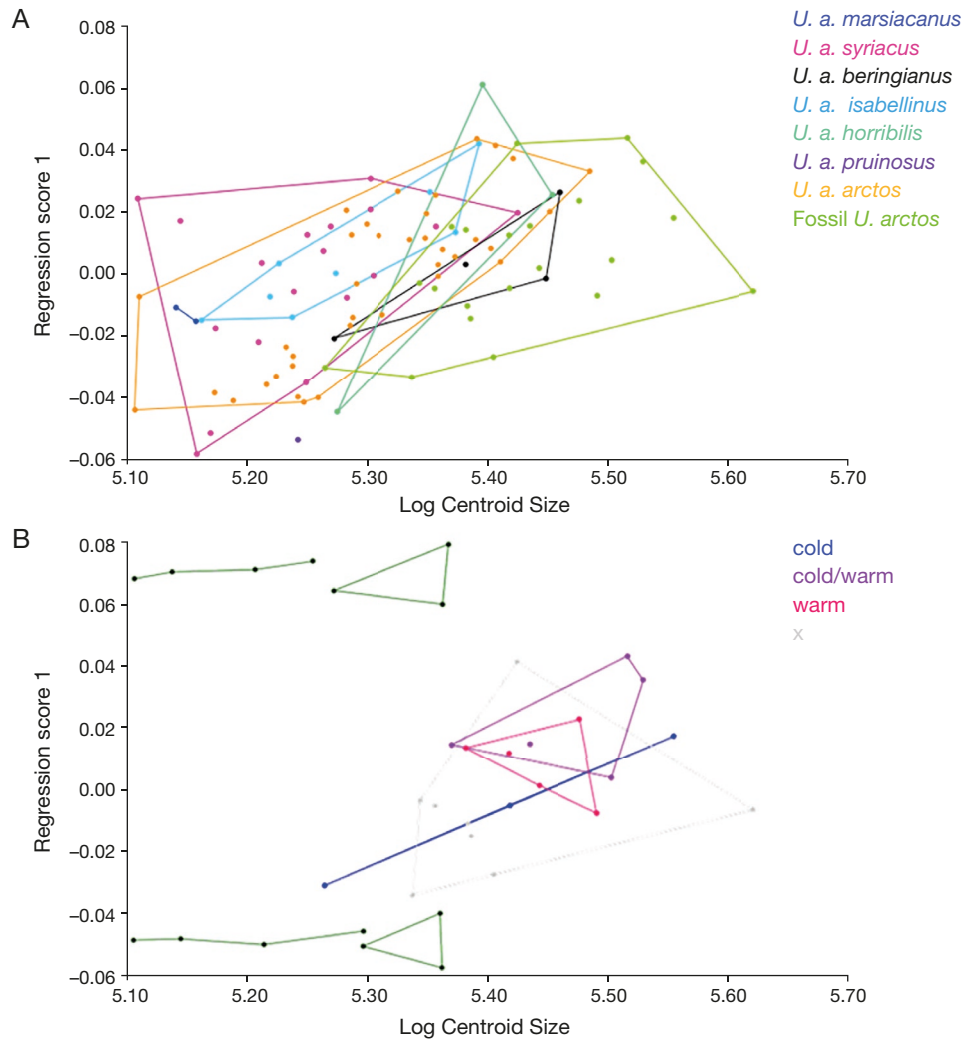 A
0.08
0.06
0.04
0.02
0.00
–0.02
–0.04
–0.06
Regression score 1
5.10 5.20 5.30 5.40 5.50 5.60 5.70
Log Centroid Size
U. a. marsiacanus
U. a. syriacus
U. a. beringianus
U. a. isabellinus
U. a. horribilis
U. a. pruinosus
U. a. arctos
Fossil U. arctos
B
0.08
0.06
0.04
0.02
0.00
–0.02
–0.04
–0.06
Regression score 1
5.10 5.20 5.30 5.40 5.50 5.60 5.70
Log Centroid Size
cold
cold/warm
warm
x